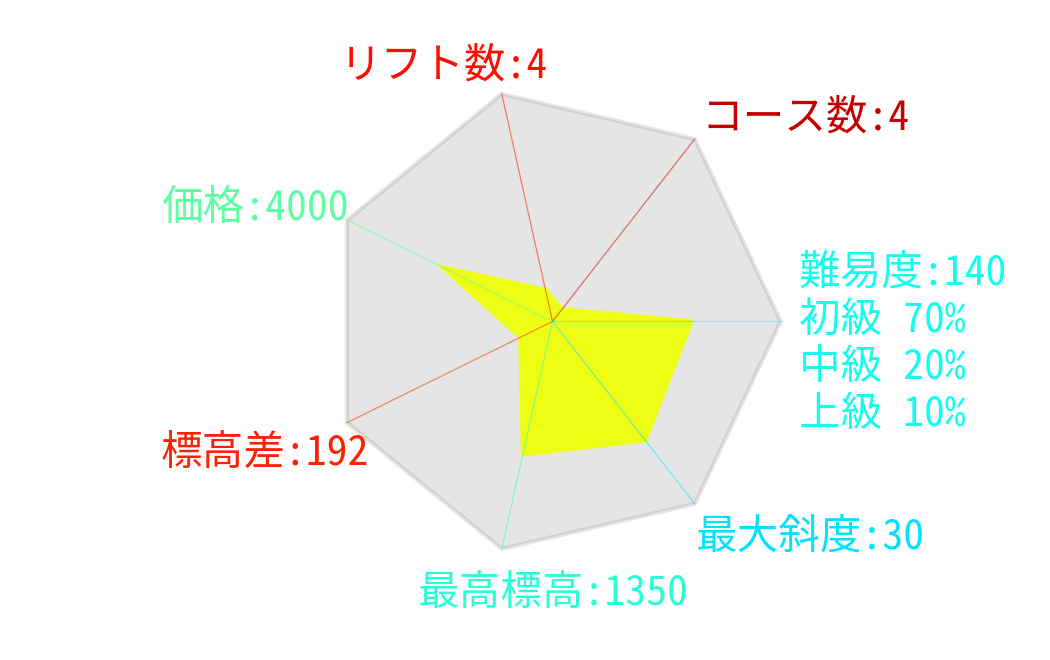 リフト数:4
コース数:4
価格:4000
難易度:140
初級 70%
中級 20%
上級 10%
標高差:192
最大斜度:30
最高標高:1350